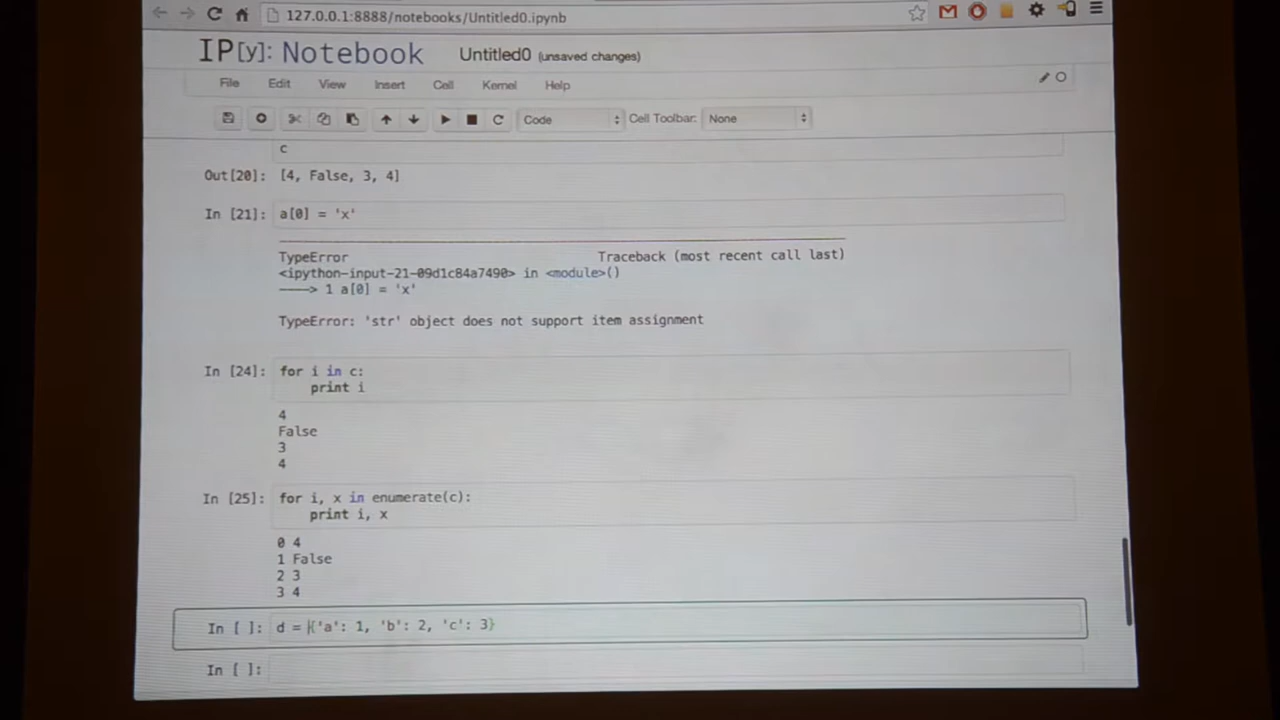 127.0.0.1:8888/notebooks/Untitled0.ipynb
IP[y]: Notebook Untitled0 (unsaved changes)
File Edit View Insert Cell Kernel Help
Code Cell Toolbar: None
c
Out[20]: [4, False, 3, 4]
In [21]: a[0] = 'x'
TypeError Traceback (most recent call last)
<ipython-input-21-09d1c84a7490> in <module>()
----> 1 a[0] = 'x'
TypeError: 'str' object does not support item assignment
In [24]: for i in c:
print i
4
False
3
4
In [25]: for i, x in enumerate(c):
print i, x
0 4
1 False
2 3
3 4
In [ ]: d = {'a': 1, 'b': 2, 'c': 3}
In [ ]: